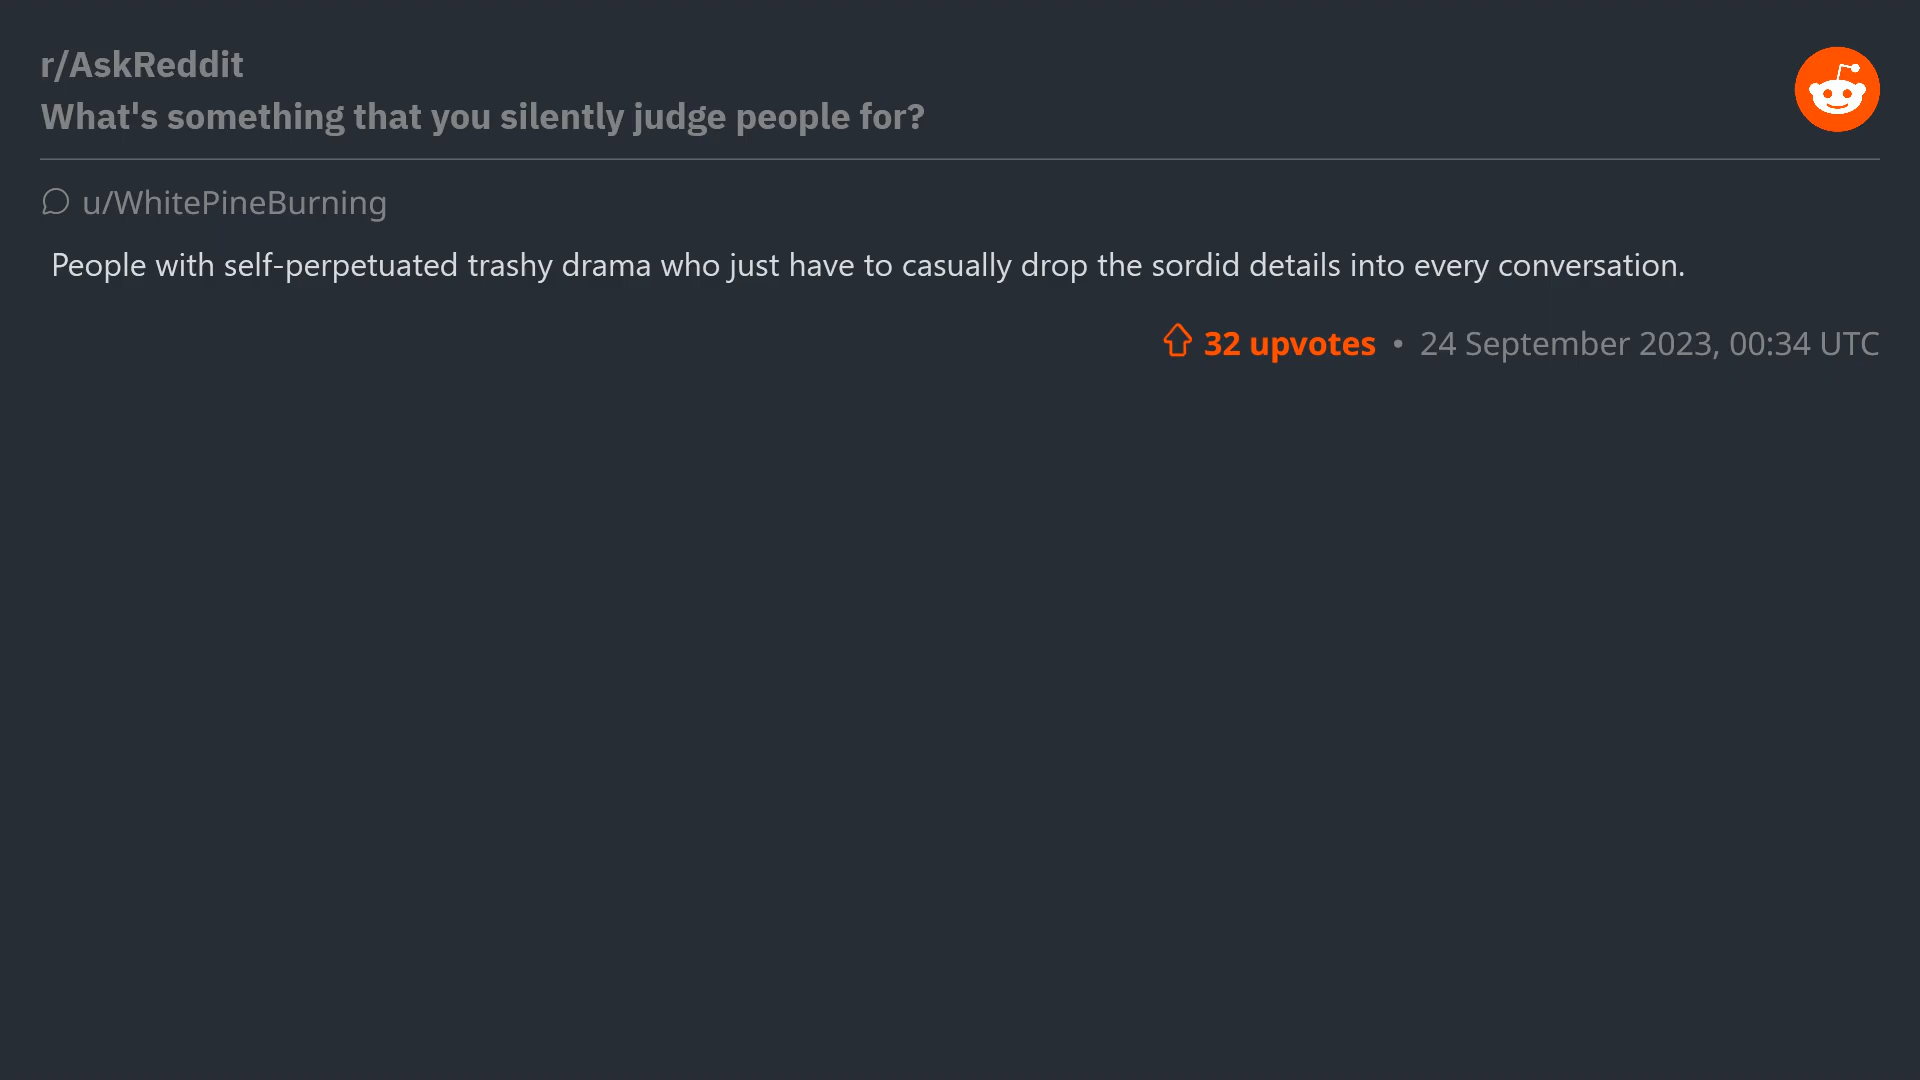 r/AskReddit
What's something that you silently judge people for?
u/WhitePineBurning
People with self-perpetuated trashy drama who just have to casually drop the sordid details into every conversation.
32 upvotes • 24 September 2023, 00:34 UTC